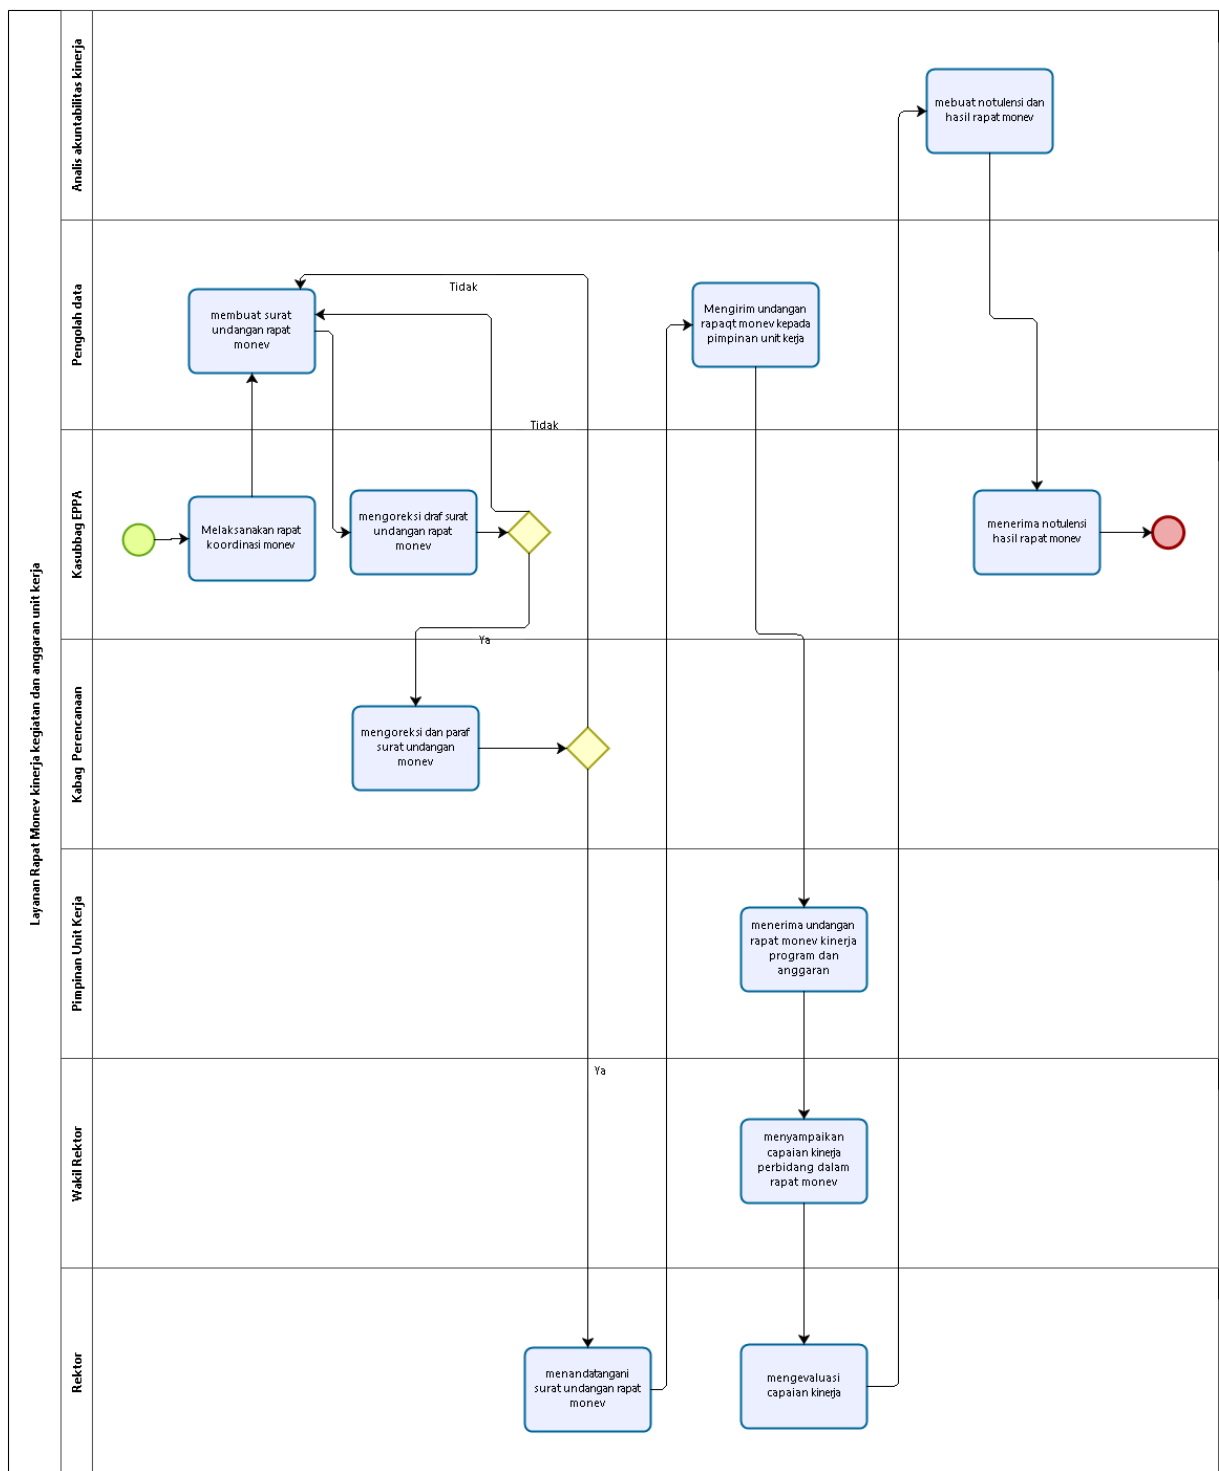 Layanan Rapat Monev kinerja kegiatan dan anggaran unit kerja
Analis akuntabilitas kinerja
mebuat notulensi dan
hasil rapat monev
Pengolah data
membuat surat
undangan rapat
monev
Tidak
Mengirim undangan
rapaqt monev kepada
pimpinan unit kerja
Tidak
Kasubbag EPPA
Melaksanakan rapat
koordinasi monev
mengoreksi draf surat
undangan rapat
monev
menerima notulensi
hasil rapat monev
Ya
Kabag Perencanaan
mengoreksi dan paraf
surat undangan
monev
Pimpinan Unit Kerja
menerima undangan
rapat monev kinerja
program dan
anggaran
Ya
Wakil Rektor
menyampaikan
capaian kinerja
perbidang dalam
rapat monev
Rektor
menandatangani
surat undangan rapat
monev
mengevaluasi
capaian kinerja